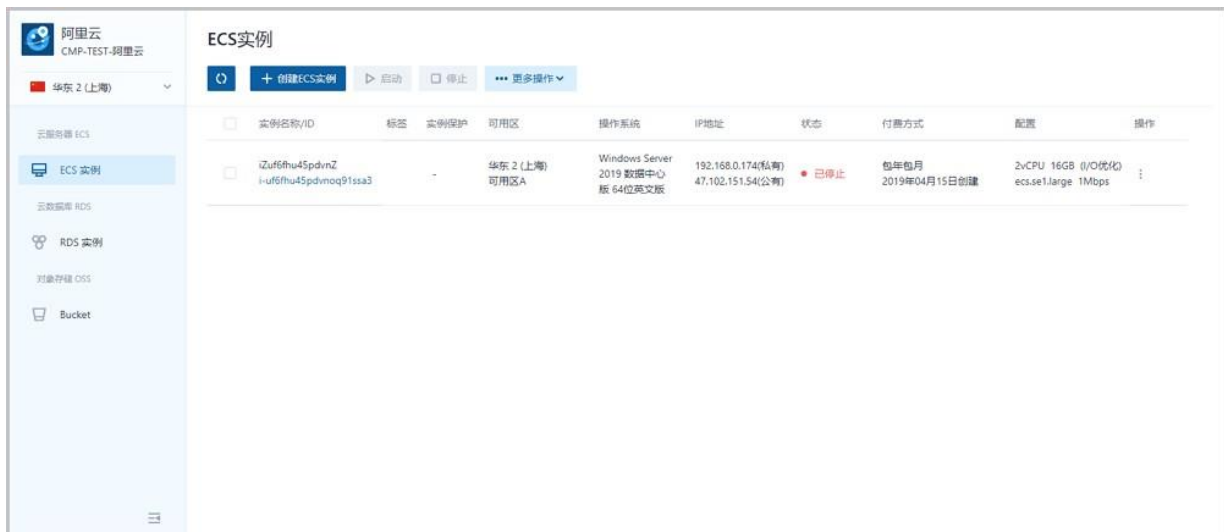 阿里云
CMP-TEST-阿里云
华东 2 (上海)
云服务器 ECS
ECS 实例
云数据库 RDS
RDS 实例
对象存储 OSS
Bucket
ECS实例
创建ECS实例 启动 停止 更多操作
实例名称/ID 标签 实例保护 可用区 操作系统 IP地址 状态 付费方式 配置 操作
iZuf6fhu45pdvnZ
i-uf6fhu45pdvnoq91ssa3
-
华东 2 (上海)
可用区A
Windows Server
2019 数据中心
版 64位英文版
192.168.0.174(私有)
47.102.151.54(公有)
已停止
包年包月
2019年04月15日创建
2vCPU 16GB (I/O优化)
ecs.se1.large 1Mbps